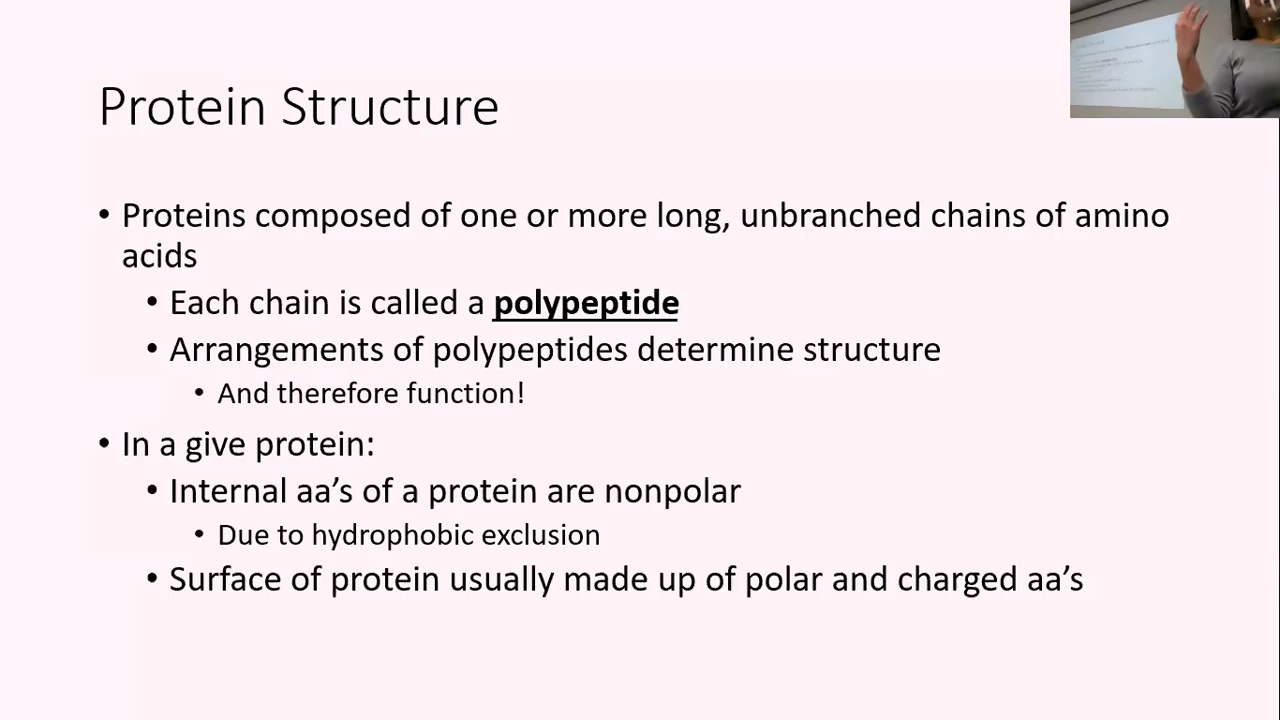 Protein Structure
• Proteins composed of one or more long, unbranched chains of amino
acids
• Each chain is called a polypeptide
• Arrangements of polypeptides determine structure
• And therefore function!
• In a give protein:
• Internal aa’s of a protein are nonpolar
• Due to hydrophobic exclusion
• Surface of protein usually made up of polar and charged aa’s